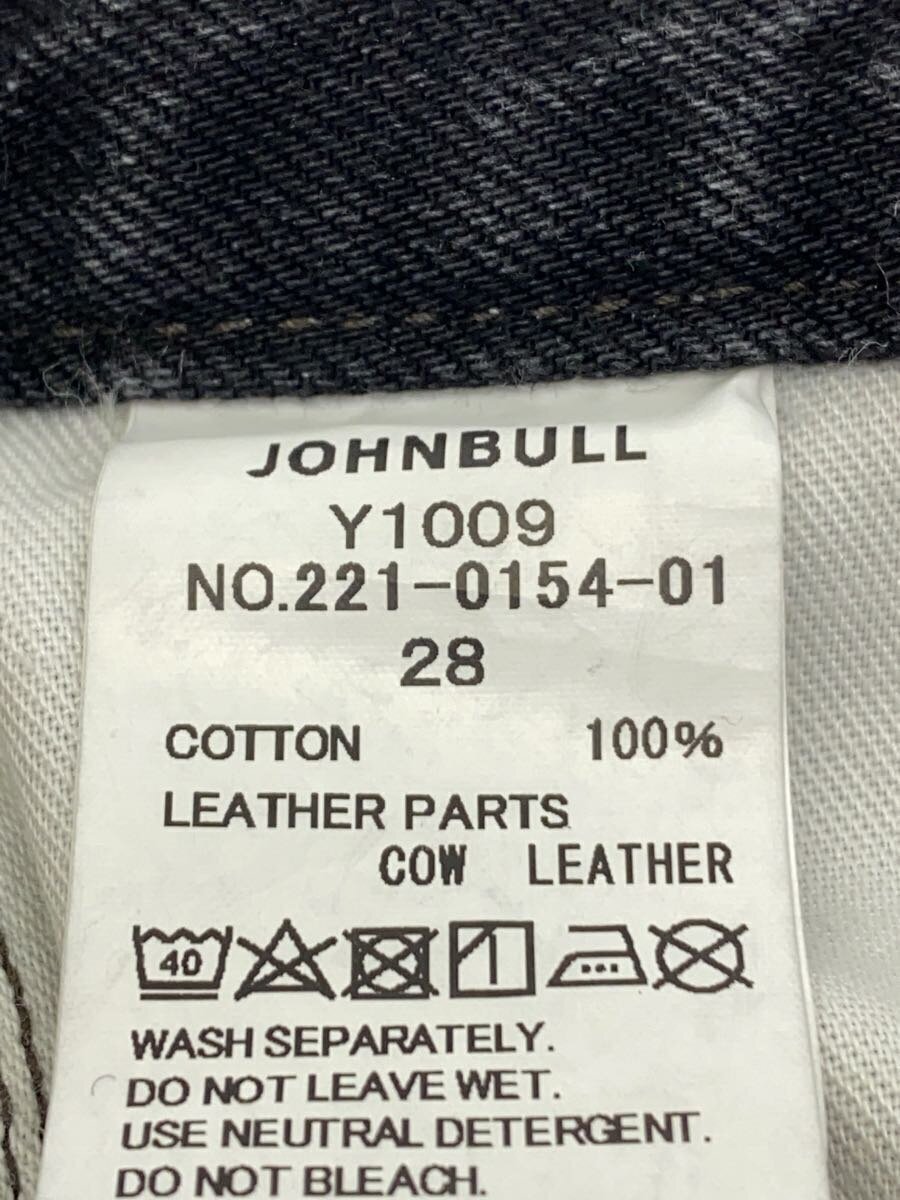 JOHNBULL
Y1009
NO.221-0154-01
28
COTTON 100%
LEATHER PARTS
COW LEATHER
40
WASH SEPARATELY.
DO NOT LEAVE WET.
USE NEUTRAL DETERGENT.
DO NOT BLEACH.